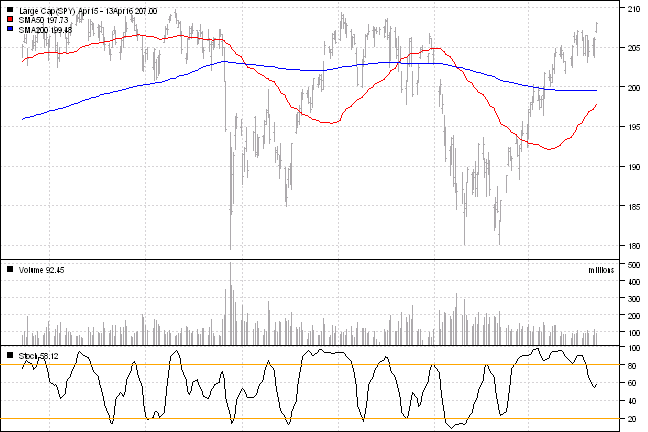 Large Cap(SPY) Apr15 - 13Apr16 207.00
SMA50 197.73
SMA200 199.48
210
205
200
195
190
185
180
Volume 92.45
millions
500
400
300
200
100
Stoch 58.12
100
80
60
40
20